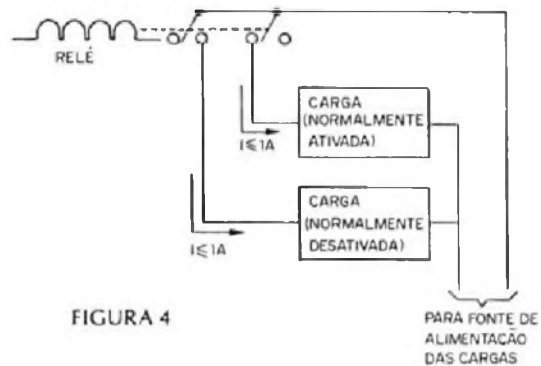 RELÉ
CARGA
(NORMALMENTE
ATIVADA)
I⩽1A
CARGA
(NORMALMENTE
DESATIVADA)
I⩽1A
FIGURA 4
PARA FONTE DE
ALIMENTAÇÃO
DAS CARGAS